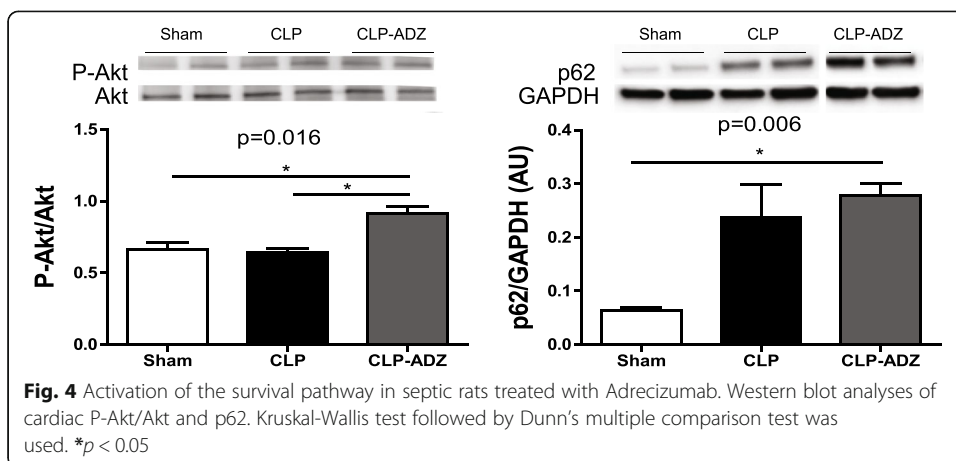 Sham CLP CLP-ADZ
P-Akt
Akt
1.5
1.0
0.5
0.0
P-Akt/Akt
p=0.016
*
*
Sham CLP CLP-ADZ
Sham CLP CLP-ADZ
p62
GAPDH
0.4
0.3
0.2
0.1
0.0
p62/GAPDH (AU)
p=0.006
*
Sham CLP CLP-ADZ
Fig. 4 Activation of the survival pathway in septic rats treated with Adrecizumab. Western blot analyses of
cardiac P-Akt/Akt and p62. Kruskal-Wallis test followed by Dunn’s multiple comparison test was
used. *p < 0.05